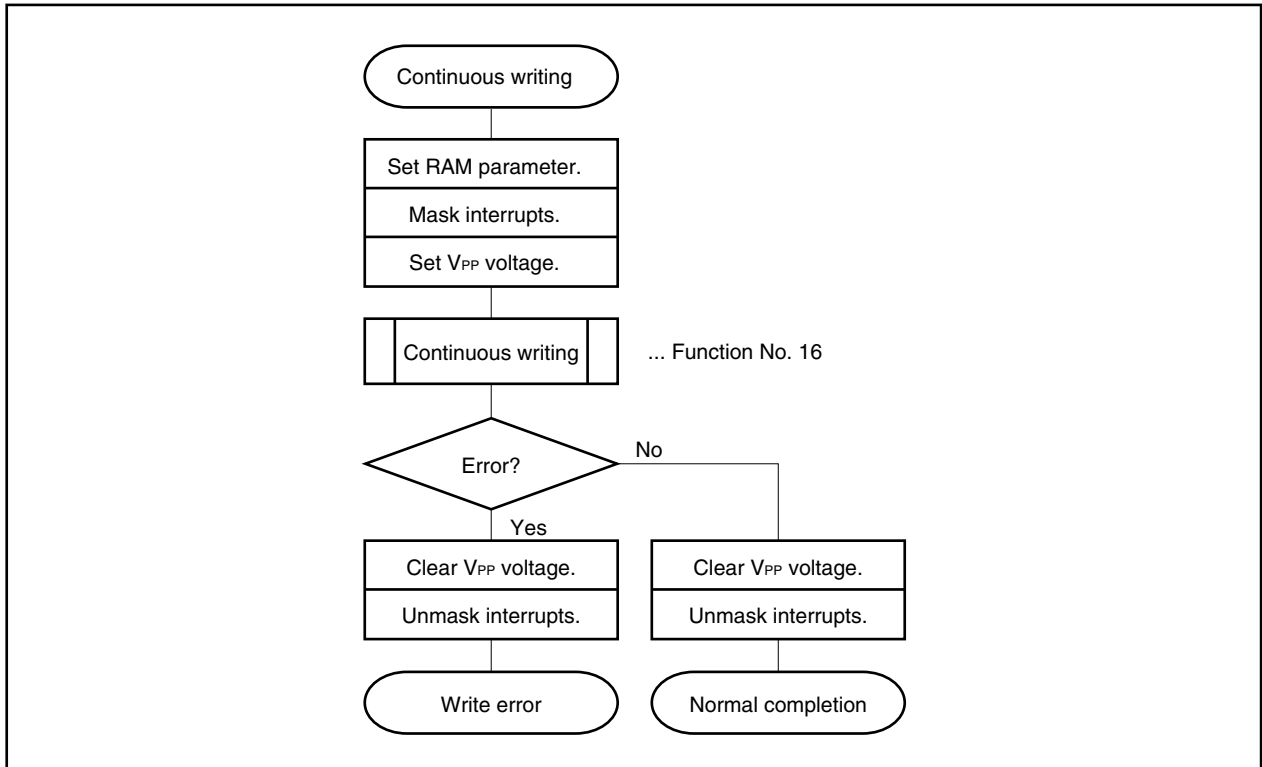 Continuous writing
Set RAM parameter.
Mask interrupts.
Set VPP voltage.
Continuous writing
... Function No. 16
Error?
No
Yes
Clear VPP voltage.
Unmask interrupts.
Write error
Clear VPP voltage.
Unmask interrupts.
Normal completion